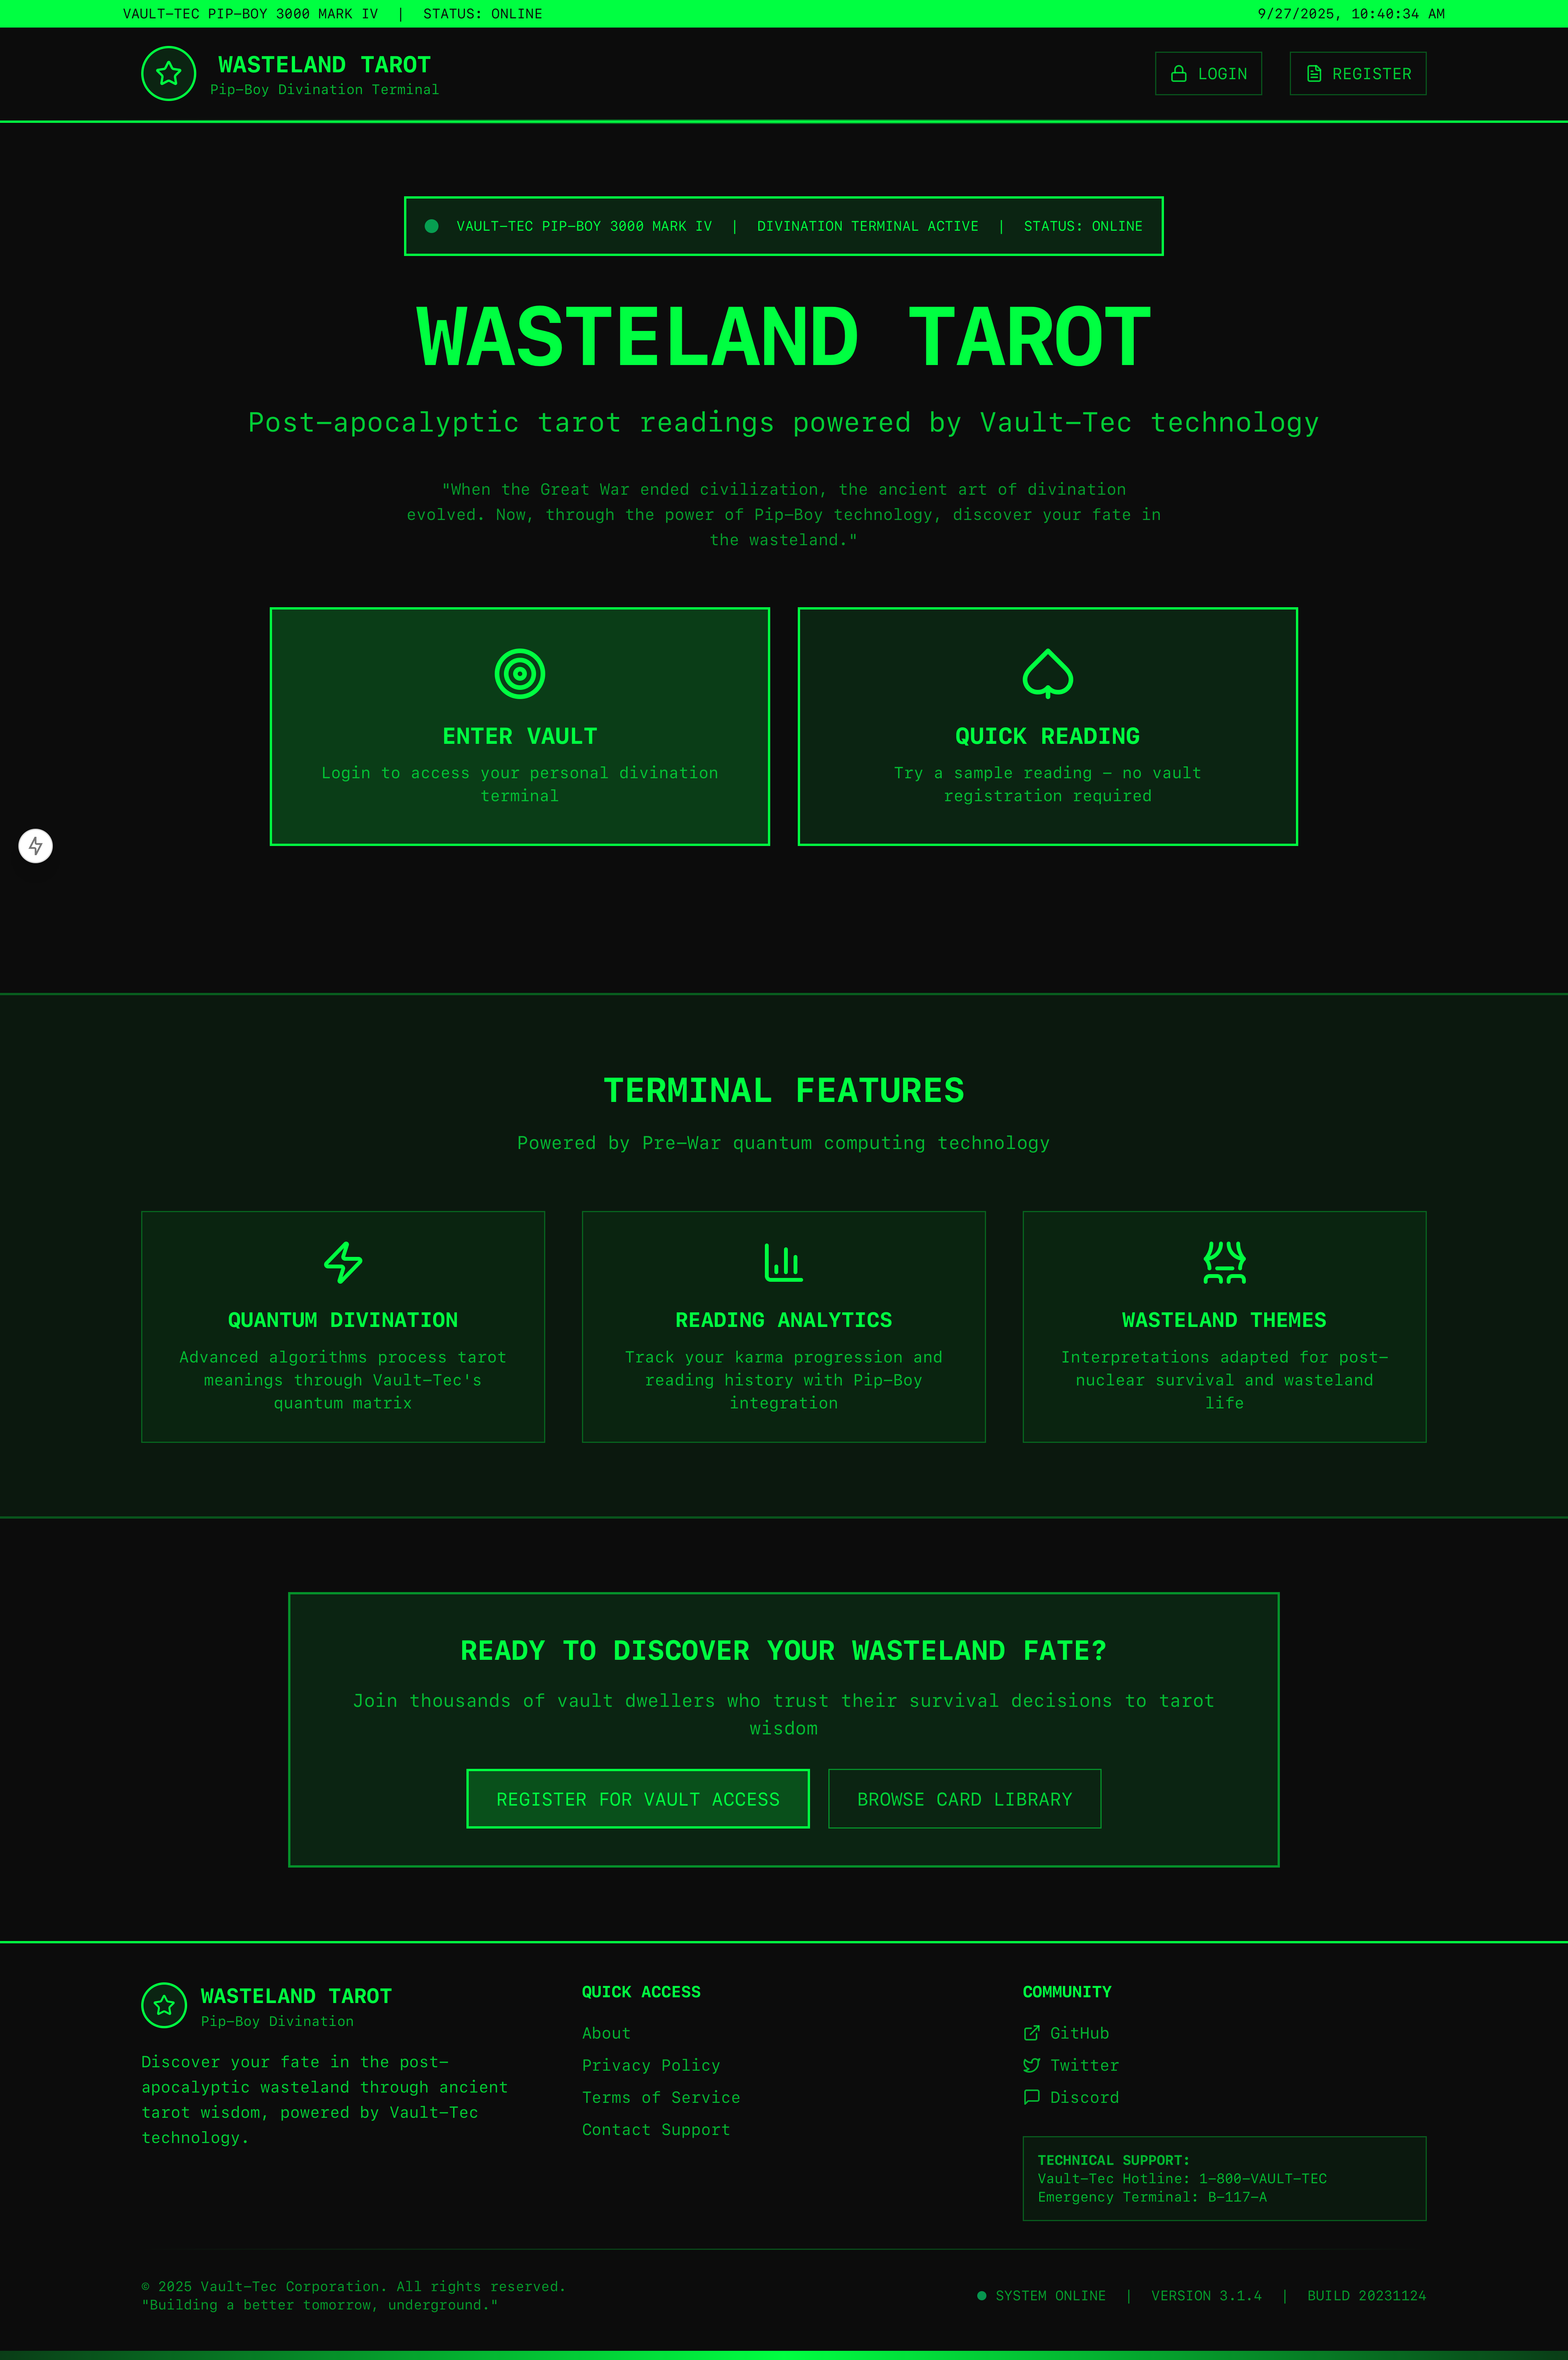 VAULT-TEC PIP-BOY 3000 MARK IV | STATUS: ONLINE
9/27/2025, 10:40:34 AM
WASTELAND TAROT
Pip-Boy Divination Terminal
LOGIN
REGISTER
VAULT-TEC PIP-BOY 3000 MARK IV | DIVINATION TERMINAL ACTIVE | STATUS: ONLINE
WASTELAND TAROT
Post-apocalyptic tarot readings powered by Vault-Tec technology
"When the Great War ended civilization, the ancient art of divination
evolved. Now, through the power of Pip-Boy technology, discover your fate in
the wasteland."
ENTER VAULT
Login to access your personal divination
terminal
QUICK READING
Try a sample reading - no vault
registration required
TERMINAL FEATURES
Powered by Pre-War quantum computing technology
QUANTUM DIVINATION
Advanced algorithms process tarot
meanings through Vault-Tec's
quantum matrix
READING ANALYTICS
Track your karma progression and
reading history with Pip-Boy
integration
WASTELAND THEMES
Interpretations adapted for post-
nuclear survival and wasteland
life
READY TO DISCOVER YOUR WASTELAND FATE?
Join thousands of vault dwellers who trust their survival decisions to tarot
wisdom
REGISTER FOR VAULT ACCESS
BROWSE CARD LIBRARY
WASTELAND TAROT
Pip-Boy Divination
Discover your fate in the post-
apocalyptic wasteland through ancient
tarot wisdom, powered by Vault-Tec
technology.
QUICK ACCESS
About
Privacy Policy
Terms of Service
Contact Support
COMMUNITY
GitHub
Twitter
Discord
TECHNICAL SUPPORT:
Vault-Tec Hotline: 1-800-VAULT-TEC
Emergency Terminal: B-117-A
© 2025 Vault-Tec Corporation. All rights reserved.
"Building a better tomorrow, underground."
SYSTEM ONLINE | VERSION 3.1.4 | BUILD 20231124